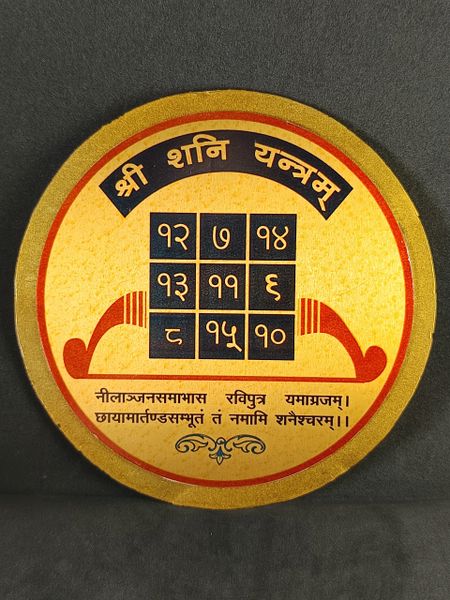 श्री शनि यन्त्रम्
१२ ७ १४
१३ ११ ९
८ १५ १०
नीलाञ्जनसमाभास रविपुत्र यमाग्रजम्।
छायामार्तण्डसम्भूतं तं नमामि शनैश्चरम्।।